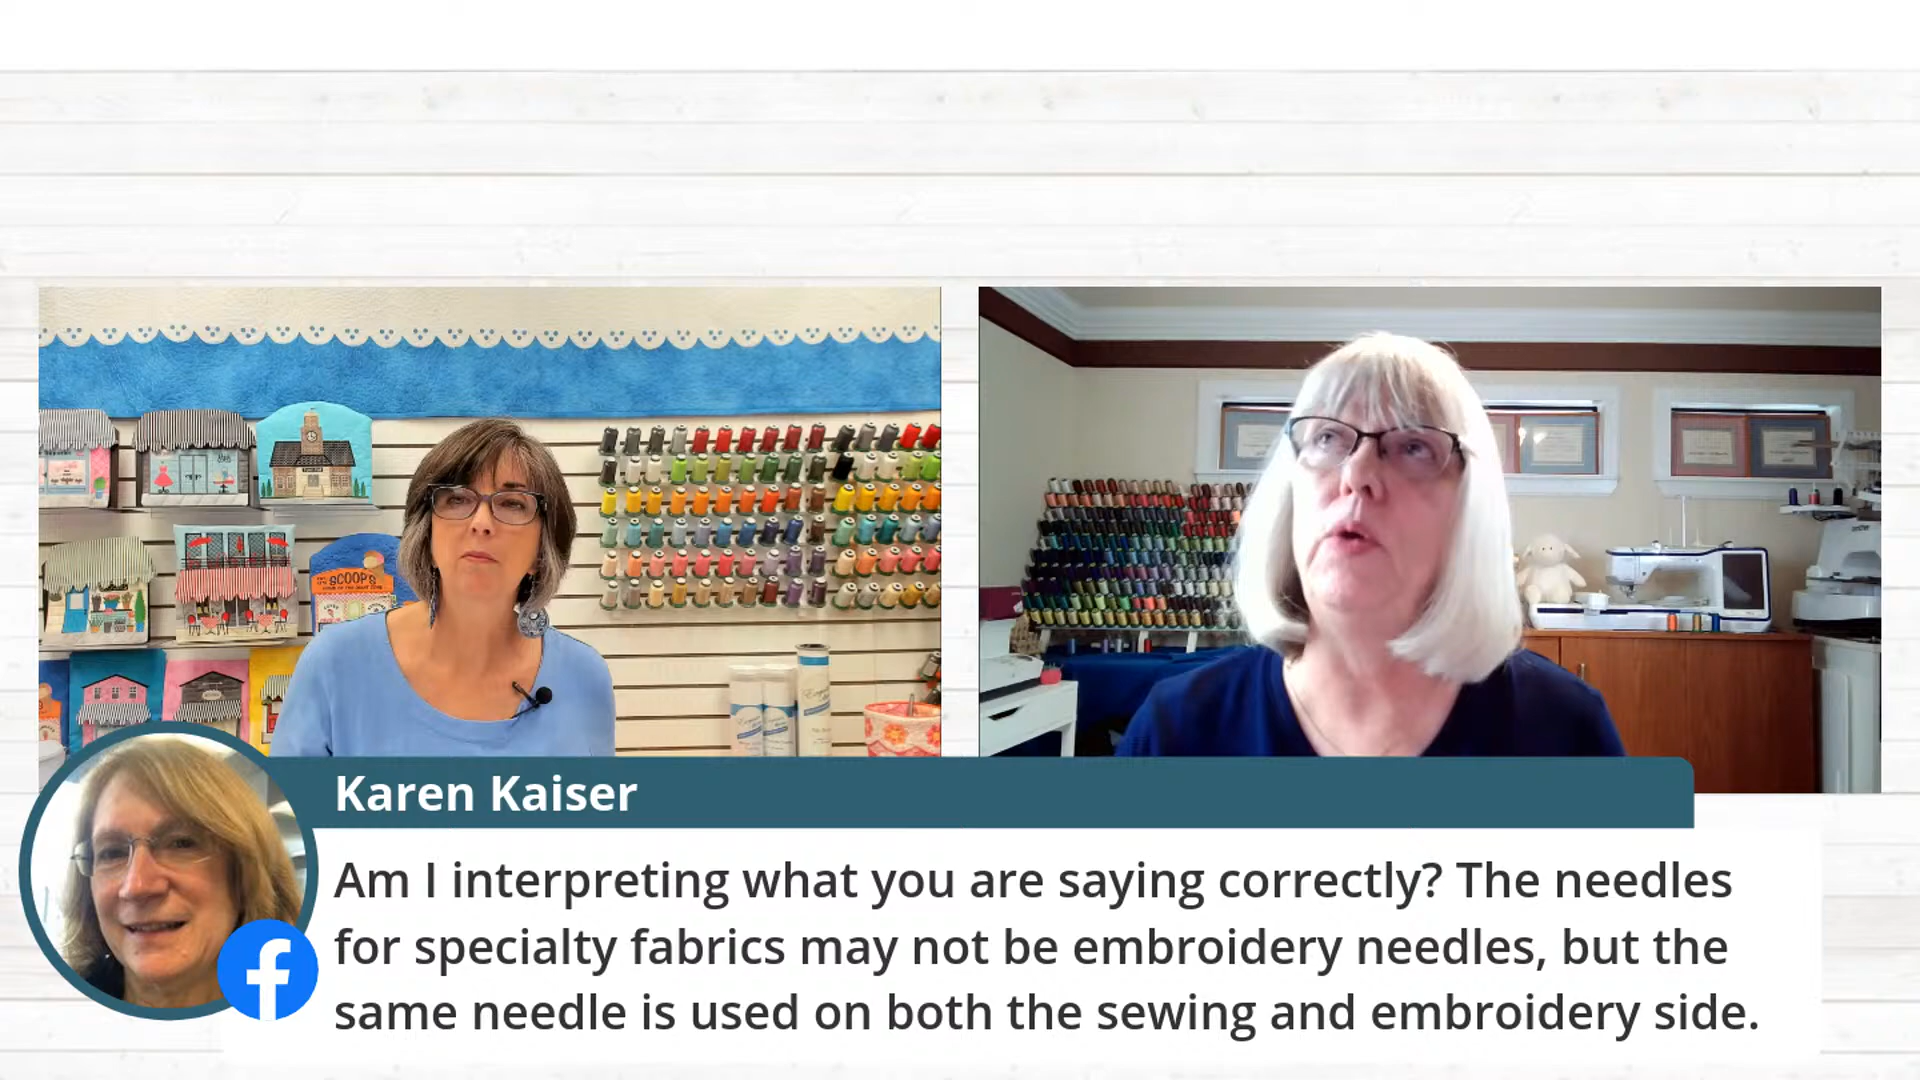 SCOOPS
Karen Kaiser
Am I interpreting what you are saying correctly? The needles
for specialty fabrics may not be embroidery needles, but the
same needle is used on both the sewing and embroidery side.